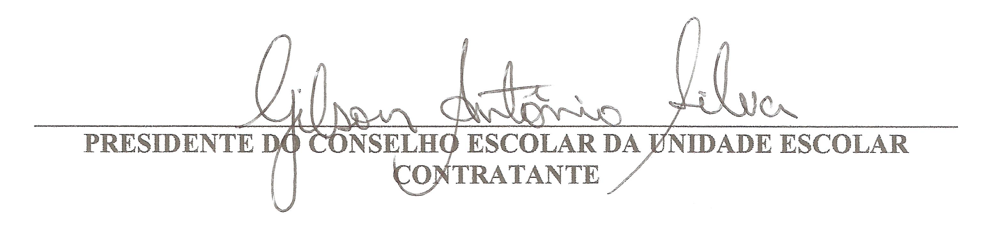 Gilson Antônio Silva
PRESIDENTE DO CONSELHO ESCOLAR DA UNIDADE ESCOLAR
CONTRATANTE